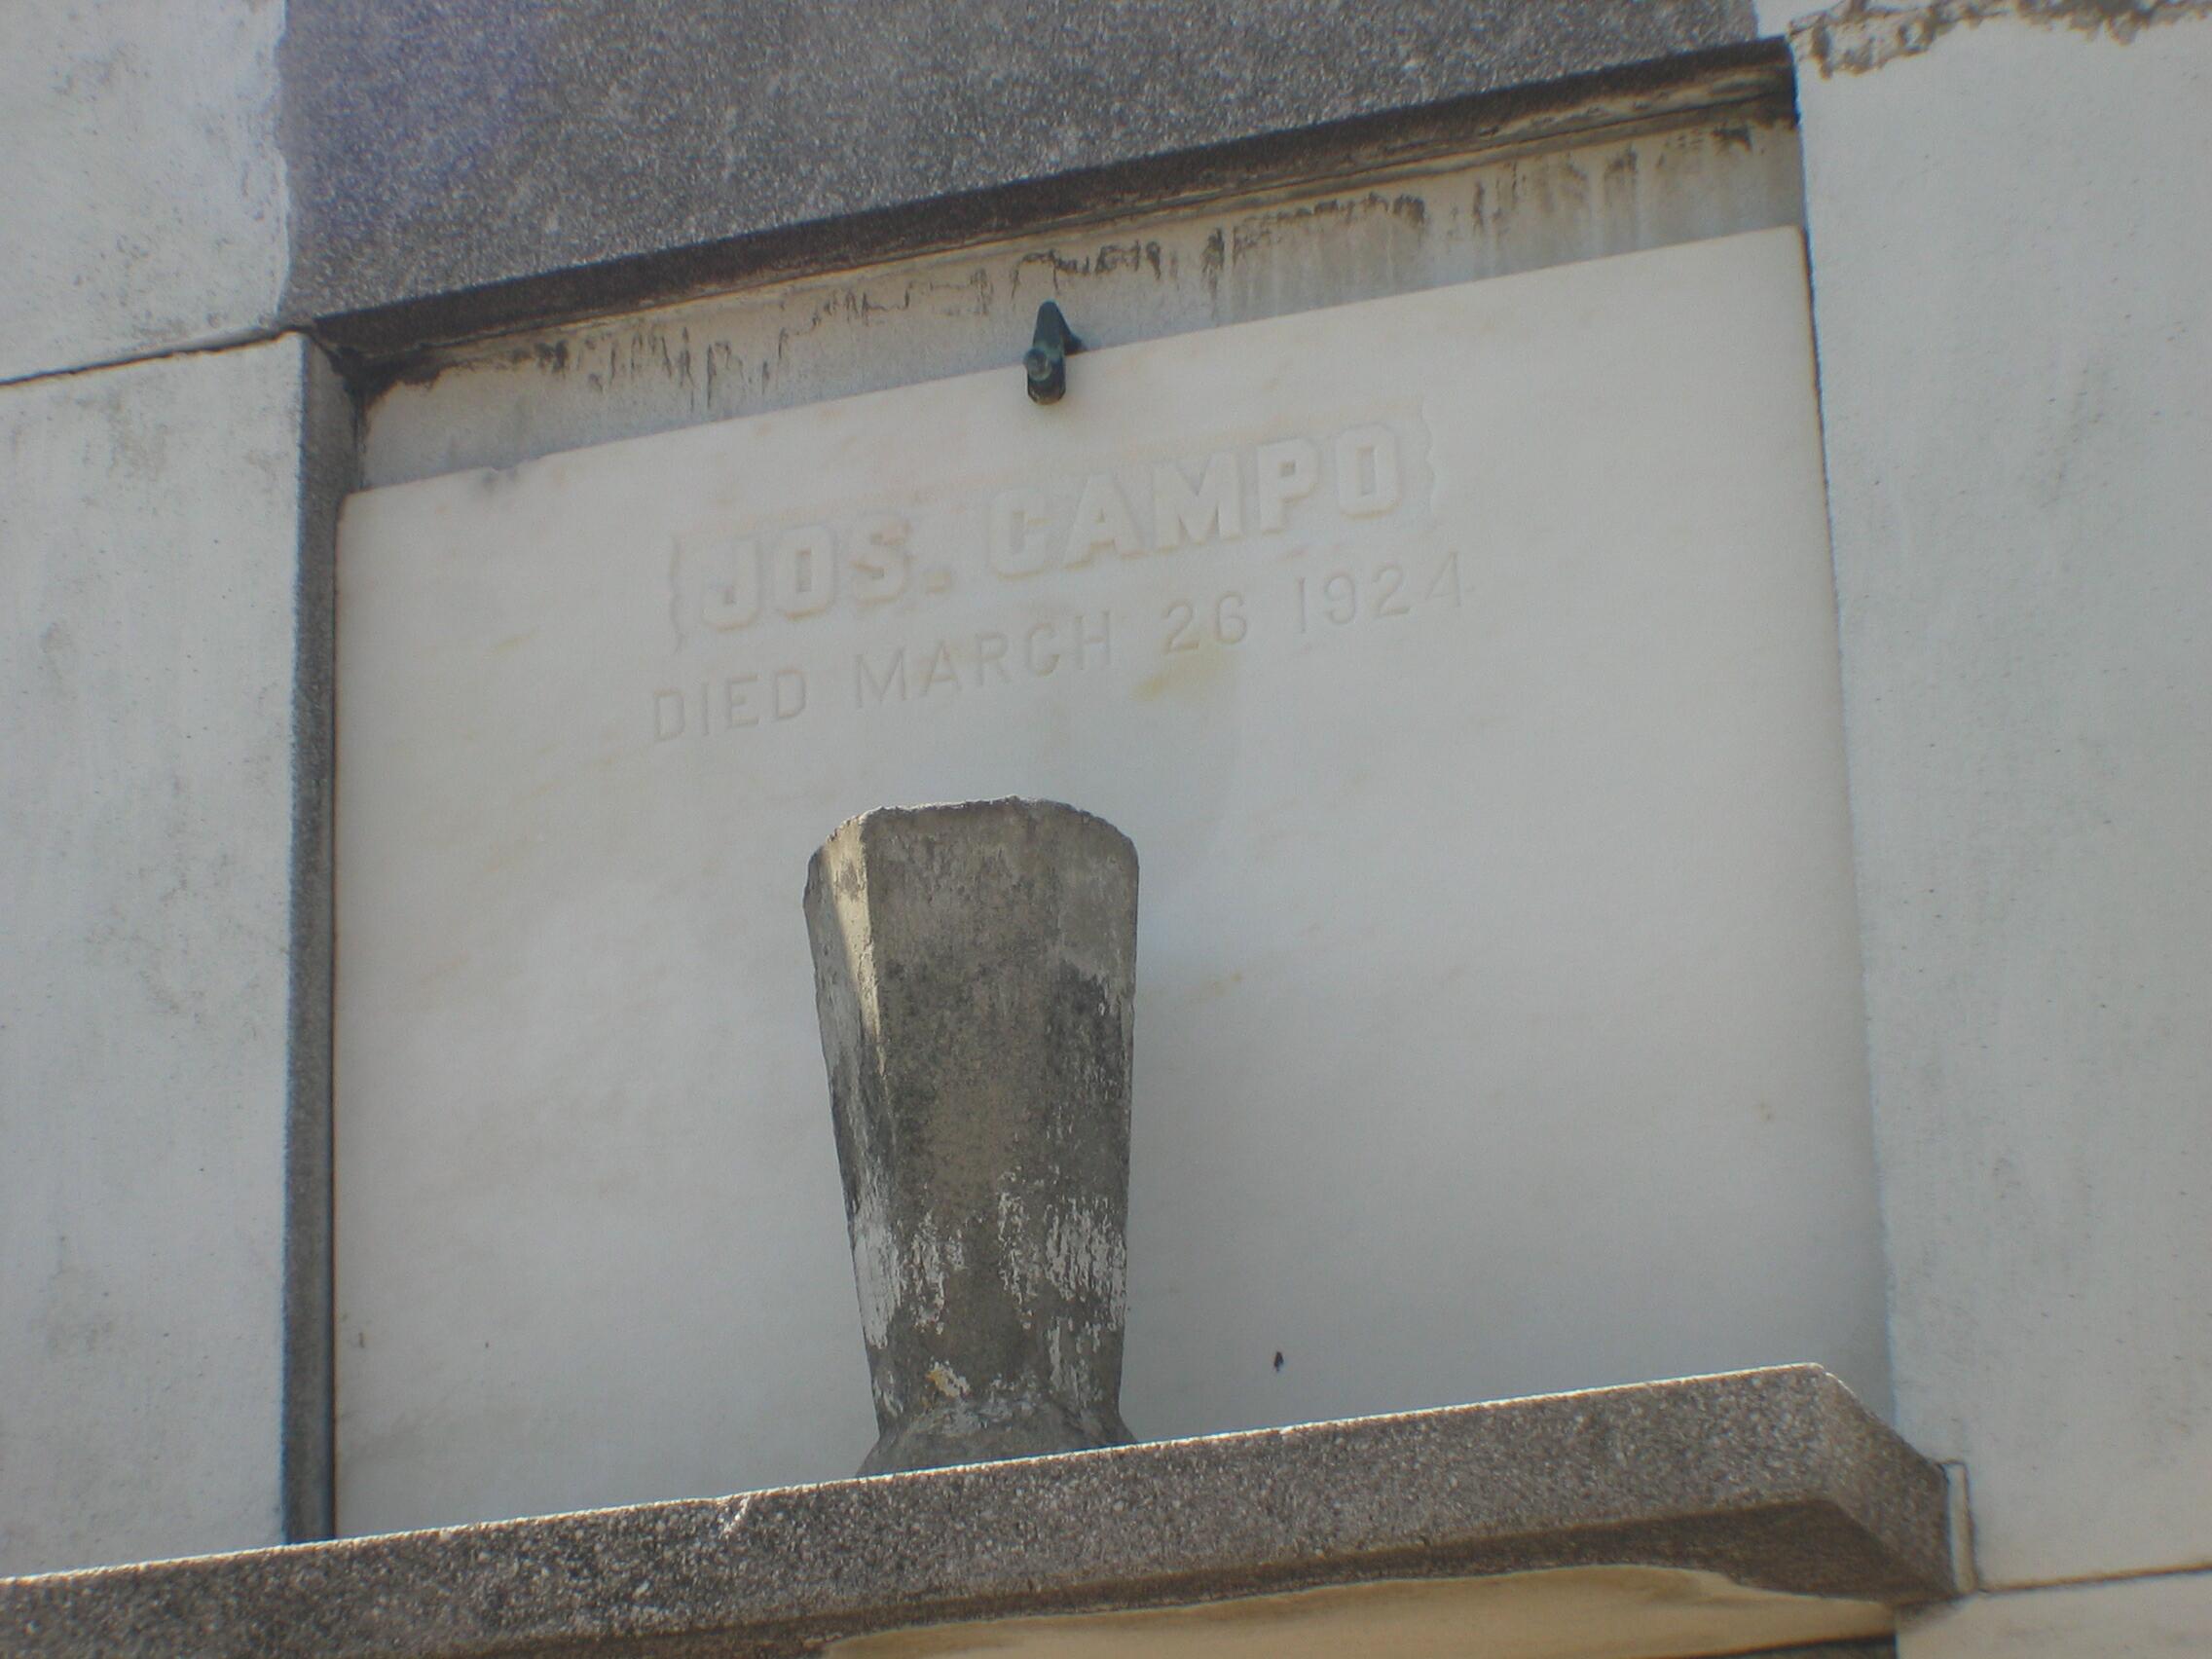 JOS. CAMPO
DIED MARCH 26 1924